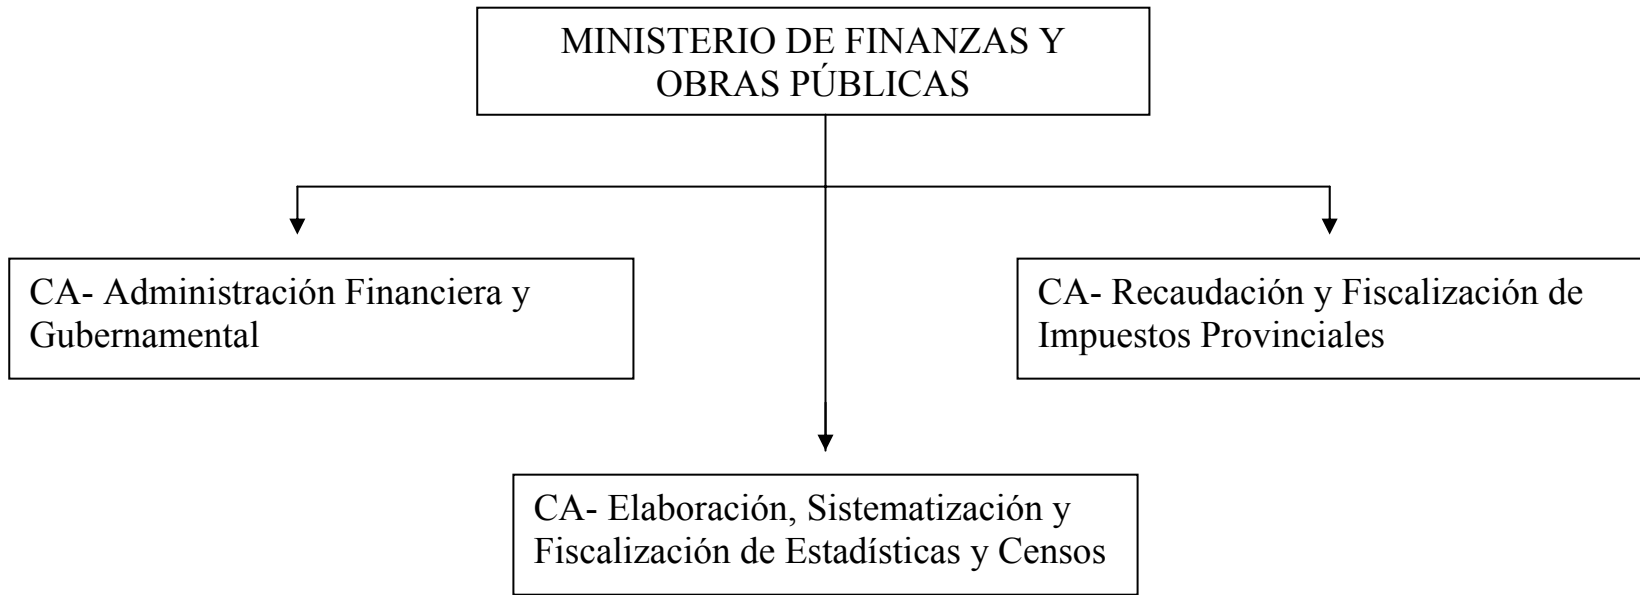 MINISTERIO DE FINANZAS Y
OBRAS PÚBLICAS
CA- Administración Financiera y
Gubernamental
CA- Recaudación y Fiscalización de
Impuestos Provinciales
CA- Elaboración, Sistematización y
Fiscalización de Estadísticas y Censos